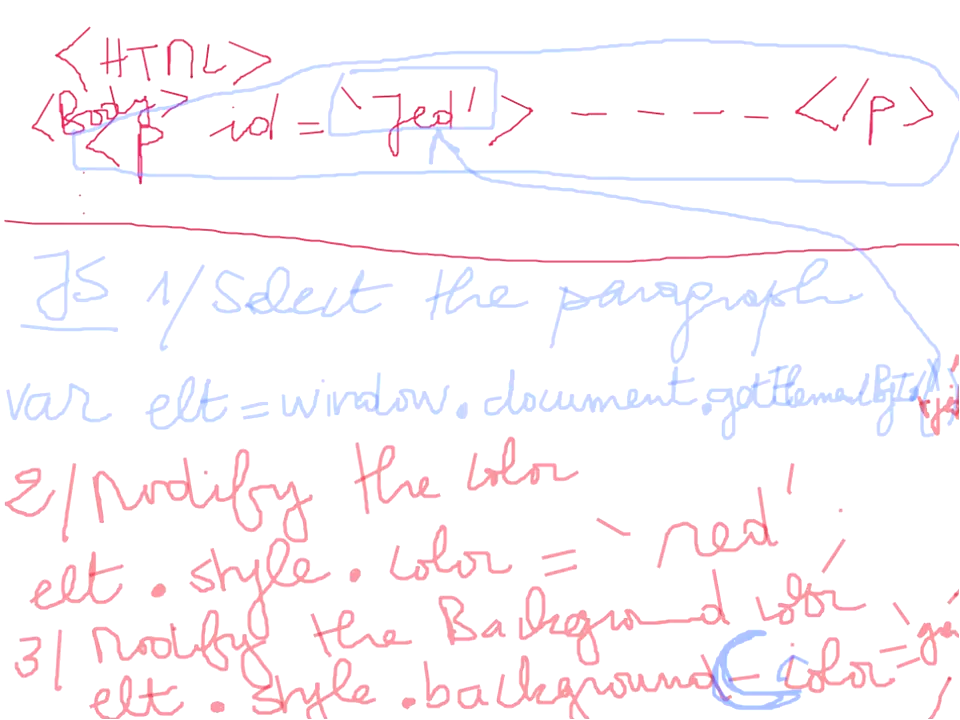 <HTML>
<Body>
<p id = `Jed' > - - - - </p>
JS 1/ Select the paragraph
var elt = window.document.getElementById(
2/ Modify the color
elt.style.color = `red' ;
3/ Modify the Background color
elt.style.background-color =